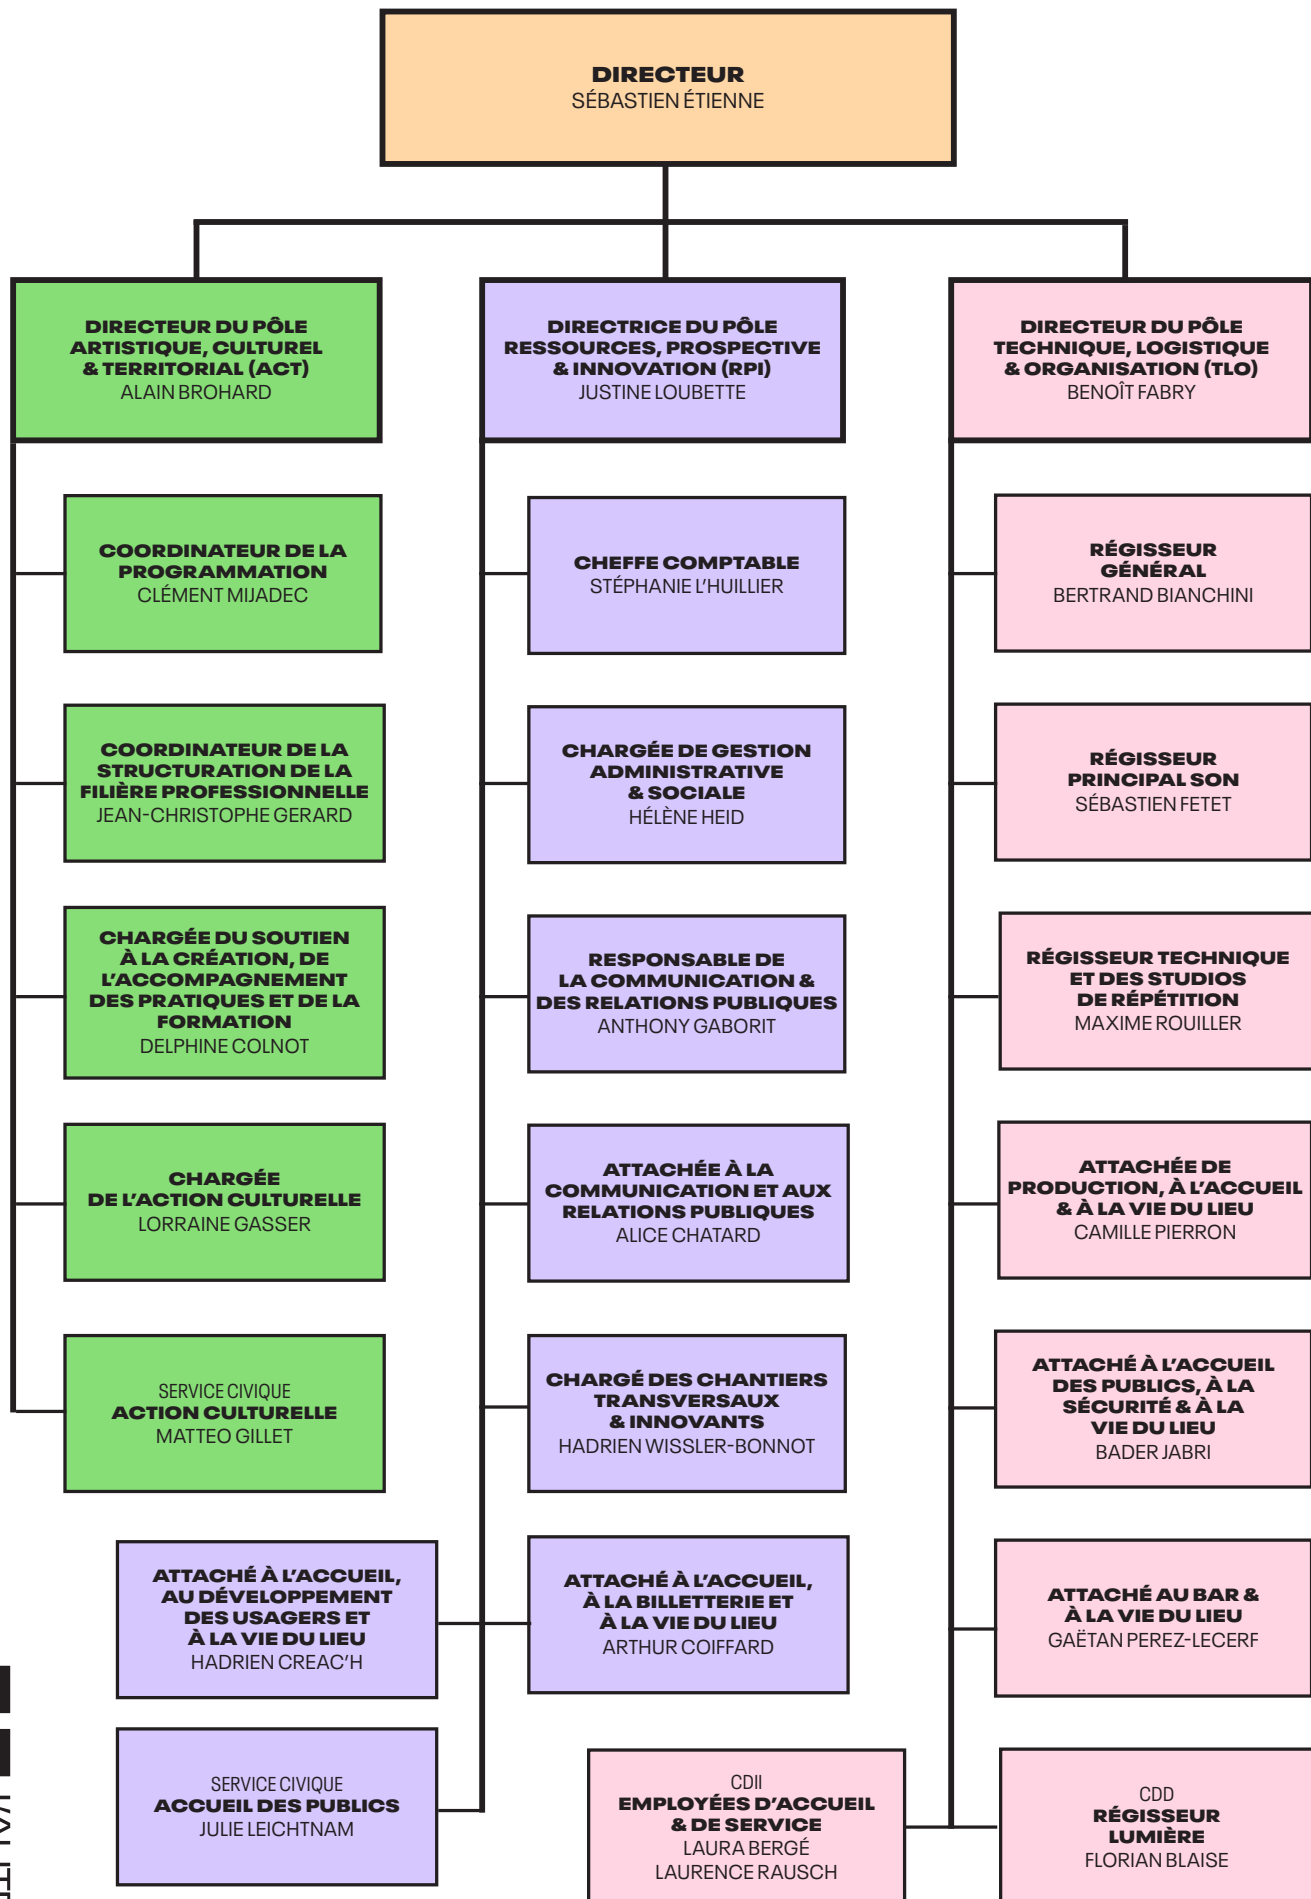 DIRECTEUR
SÉBASTIEN ÉTIENNE
DIRECTEUR DU PÔLE
ARTISTIQUE, CULTUREL
& TERRITORIAL (ACT)
ALAIN BROHARD
COORDINATEUR DE LA
PROGRAMMATION
CLÉMENT MIJADEC
COORDINATEUR DE LA
STRUCTURATION DE LA
FILIÈRE PROFESSIONNELLE
JEAN-CHRISTOPHE GERARD
CHARGÉE DU SOUTIEN
À LA CRÉATION, DE
L'ACCOMPAGNEMENT
DES PRATIQUES ET DE LA
FORMATION
DELPHINE COLNOT
CHARGÉE
DE L'ACTION CULTURELLE
LORRAINE GASSER
SERVICE CIVIQUE
ACTION CULTURELLE
MATTEO GILLET
DIRECTRICE DU PÔLE
RESSOURCES, PROSPECTIVE
& INNOVATION (RPI)
JUSTINE LOUBETTE
CHEFFE COMPTABLE
STÉPHANIE L'HUILLIER
CHARGÉE DE GESTION
ADMINISTRATIVE
& SOCIALE
HÉLÈNE HEID
RESPONSABLE DE
LA COMMUNICATION &
DES RELATIONS PUBLIQUES
ANTHONY GABORIT
ATTACHÉE À LA
COMMUNICATION ET AUX
RELATIONS PUBLIQUES
ALICE CHATARD
CHARGÉ DES CHANTIERS
TRANSVERSAUX
& INNOVANTS
HADRIEN WISSLER-BONNOT
ATTACHÉ À L'ACCUEIL,
AU DÉVELOPPEMENT
DES USAGERS ET
À LA VIE DU LIEU
HADRIEN CREAC'H
ATTACHÉ À L'ACCUEIL,
À LA BILLETTERIE ET
À LA VIE DU LIEU
ARTHUR COIFFARD
SERVICE CIVIQUE
ACCUEIL DES PUBLICS
JULIE LEICHTNAM
DIRECTEUR DU PÔLE
TECHNIQUE, LOGISTIQUE
& ORGANISATION (TLO)
BENOÎT FABRY
RÉGISSEUR
GÉNÉRAL
BERTRAND BIANCHINI
RÉGISSEUR
PRINCIPAL SON
SÉBASTIEN FETET
RÉGISSEUR TECHNIQUE
ET DES STUDIOS
DE RÉPÉTITION
MAXIME ROUILLER
ATTACHÉE DE
PRODUCTION, À L'ACCUEIL
& À LA VIE DU LIEU
CAMILLE PIERRON
ATTACHÉ À L'ACCUEIL
DES PUBLICS, À LA
SÉCURITÉ & À LA
VIE DU LIEU
BADER JABRI
ATTACHÉ AU BAR &
À LA VIE DU LIEU
GAËTAN PEREZ-LECERF
CDII
EMPLOYÉES D'ACCUEIL
& DE SERVICE
LAURA BERGÉ
LAURENCE RAUSCH
CDD
RÉGISSEUR
LUMIÈRE
FLORIAN BLAISE